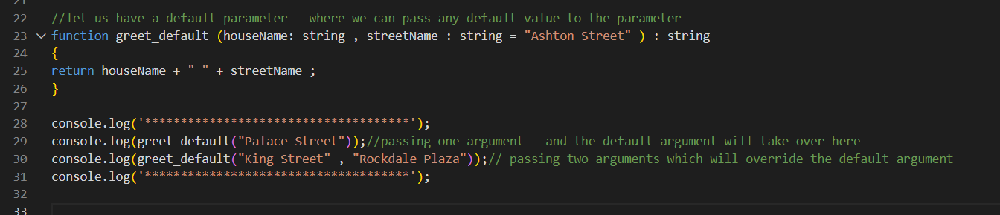 21
22 //let us have a default parameter - where we can pass any default value to the parameter
23 function greet_default (houseName: string , streetName : string = "Ashton Street" ) : string
24 {
25 return houseName + " " + streetName ;
26 }
27
28 console.log('*************************************');
29 console.log(greet_default("Palace Street"));//passing one argument - and the default argument will take over here
30 console.log(greet_default("King Street" , "Rockdale Plaza"));// passing two arguments which will override the default argument
31 console.log('*************************************');
32
33